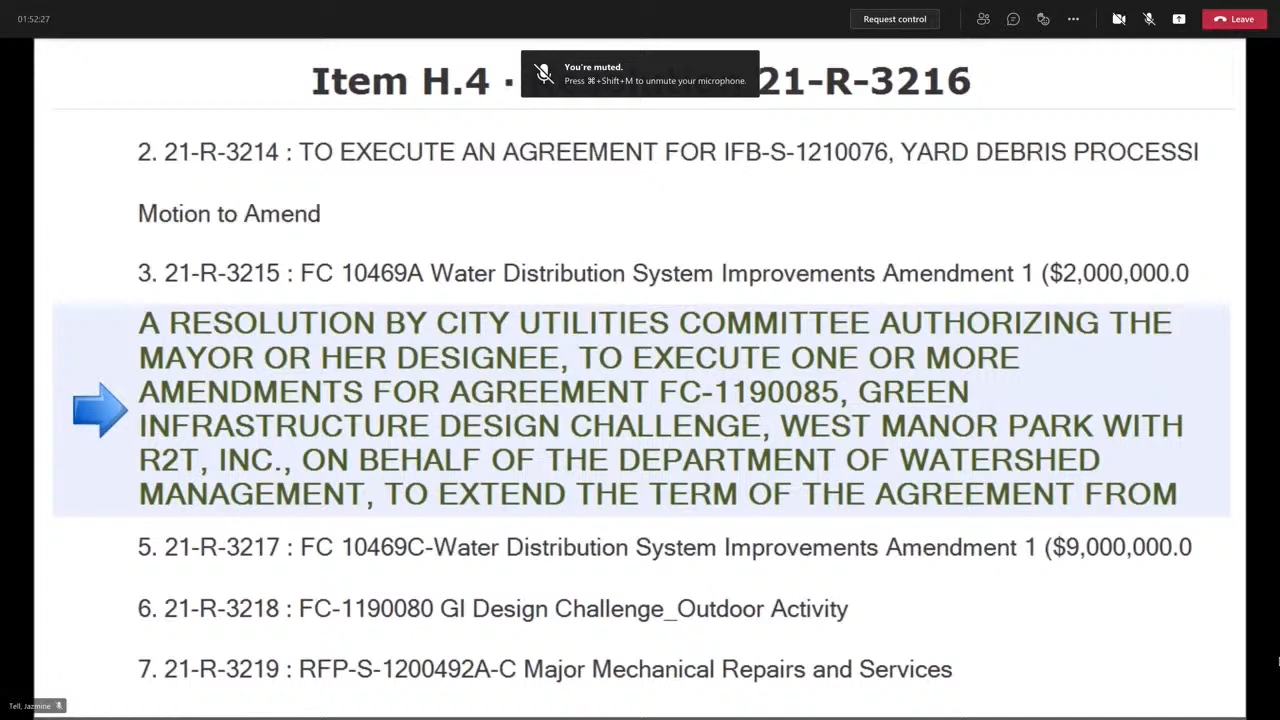 01:52:27
Request control
Leave
You're muted.
Press ⌘+Shift+M to unmute your microphone.
Item H.4 · 21-R-3216
2. 21-R-3214 : TO EXECUTE AN AGREEMENT FOR IFB-S-1210076, YARD DEBRIS PROCESSI
Motion to Amend
3. 21-R-3215 : FC 10469A Water Distribution System Improvements Amendment 1 ($2,000,000.0
A RESOLUTION BY CITY UTILITIES COMMITTEE AUTHORIZING THE
MAYOR OR HER DESIGNEE, TO EXECUTE ONE OR MORE
AMENDMENTS FOR AGREEMENT FC-1190085, GREEN
INFRASTRUCTURE DESIGN CHALLENGE, WEST MANOR PARK WITH
R2T, INC., ON BEHALF OF THE DEPARTMENT OF WATERSHED
MANAGEMENT, TO EXTEND THE TERM OF THE AGREEMENT FROM
5. 21-R-3217 : FC 10469C-Water Distribution System Improvements Amendment 1 ($9,000,000.0
6. 21-R-3218 : FC-1190080 GI Design Challenge_Outdoor Activity
7. 21-R-3219 : RFP-S-1200492A-C Major Mechanical Repairs and Services
Tell, Jazmine